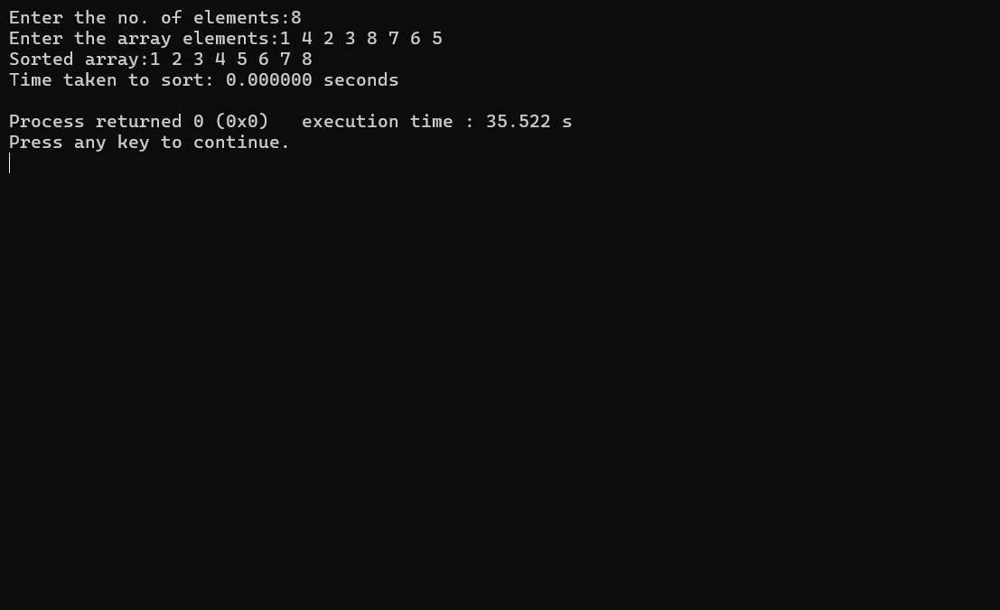 Enter the no. of elements:8
Enter the array elements:1 4 2 3 8 7 6 5
Sorted array:1 2 3 4 5 6 7 8
Time taken to sort: 0.000000 seconds
Process returned 0 (0x0)   execution time : 35.522 s
Press any key to continue.